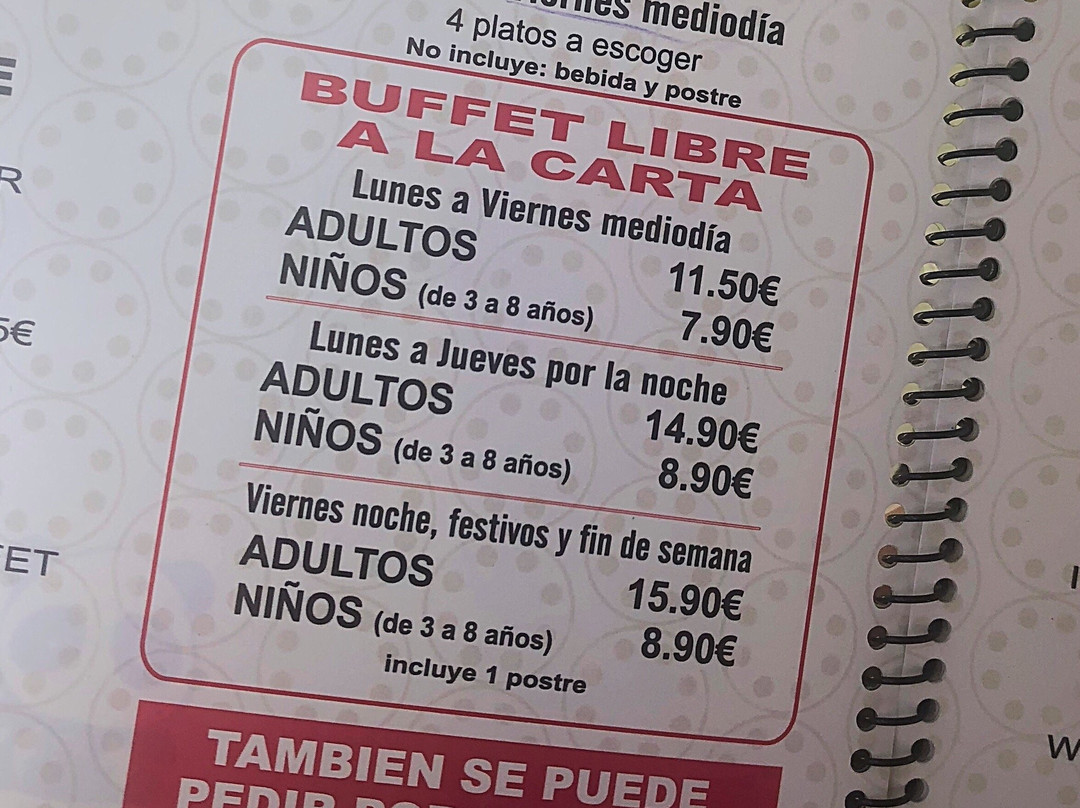 mediodía
4 platos a escoger
No incluye: bebida y postre
BUFFET LIBRE
A LA CARTA
Lunes a Viernes mediodía
ADULTOS 11.50€
NIÑOS (de 3 a 8 años) 7.90€
Lunes a Jueves por la noche
ADULTOS 14.90€
NIÑOS (de 3 a 8 años) 8.90€
Viernes noche, festivos y fin de semana
ADULTOS 15.90€
NIÑOS (de 3 a 8 años) 8.90€
incluye 1 postre
TAMBIEN SE PUEDE
PEDIR